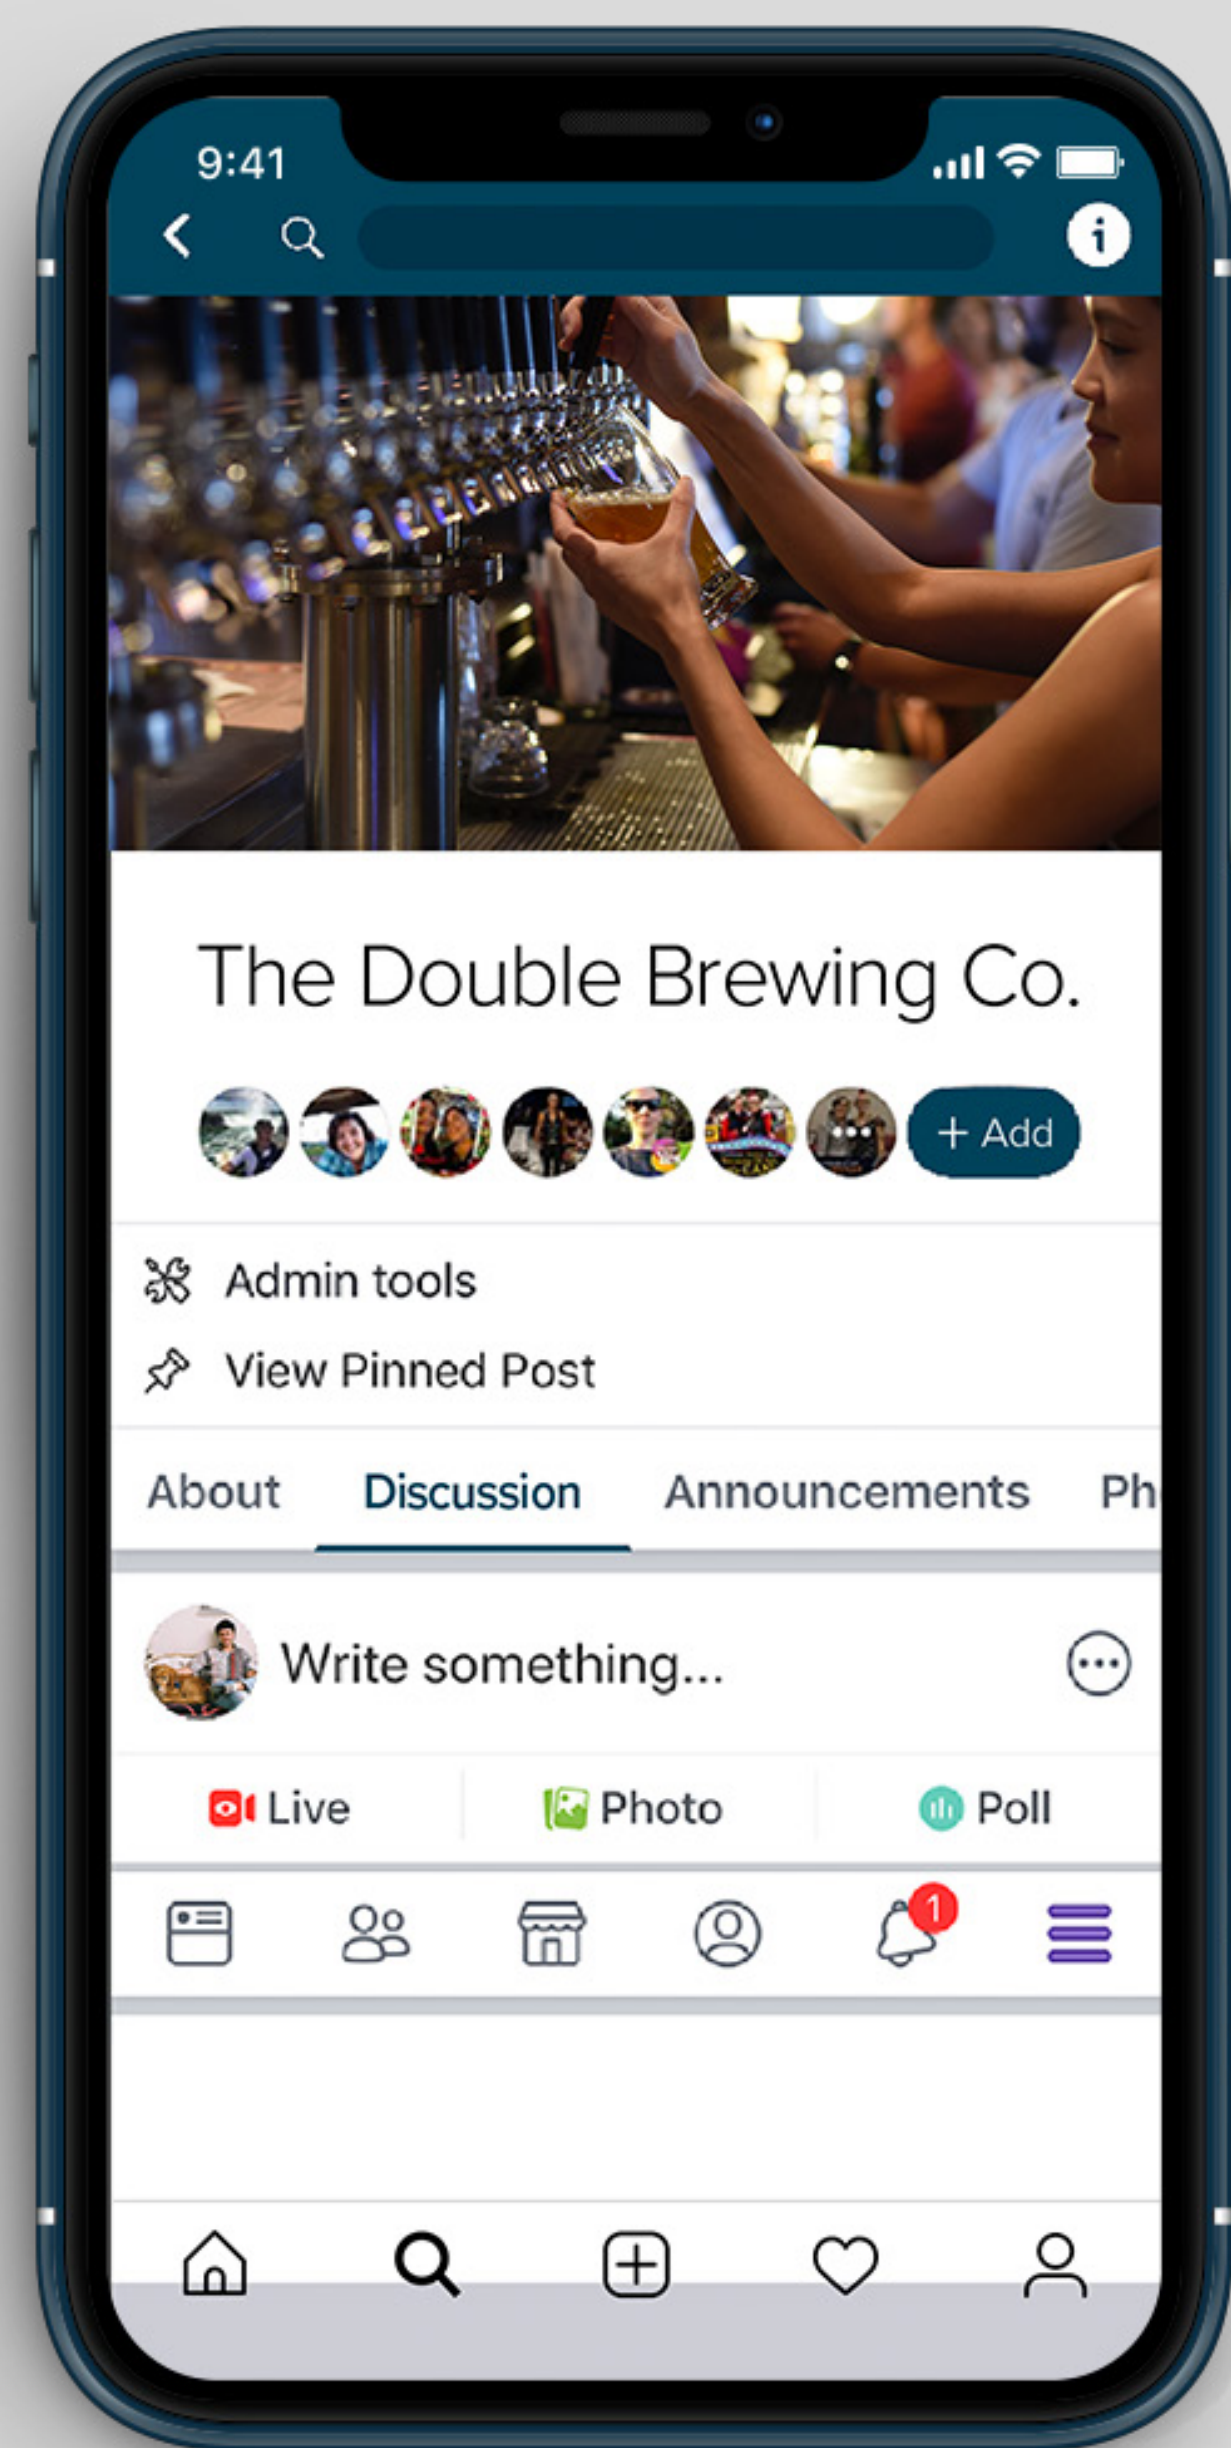 9:41
The Double Brewing Co.
+ Add
Admin tools
View Pinned Post
About Discussion Announcements Ph
Write something...
Live Photo Poll
1